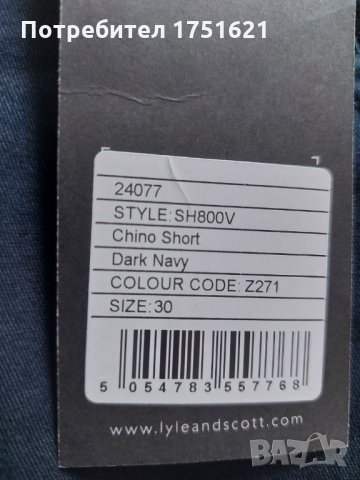 Потребител 1751621
24077
STYLE:SH800V
Chino Short
Dark Navy
COLOUR CODE: Z271
SIZE:30
5 054783 557768
www.lyleandscott.com
BAZAR